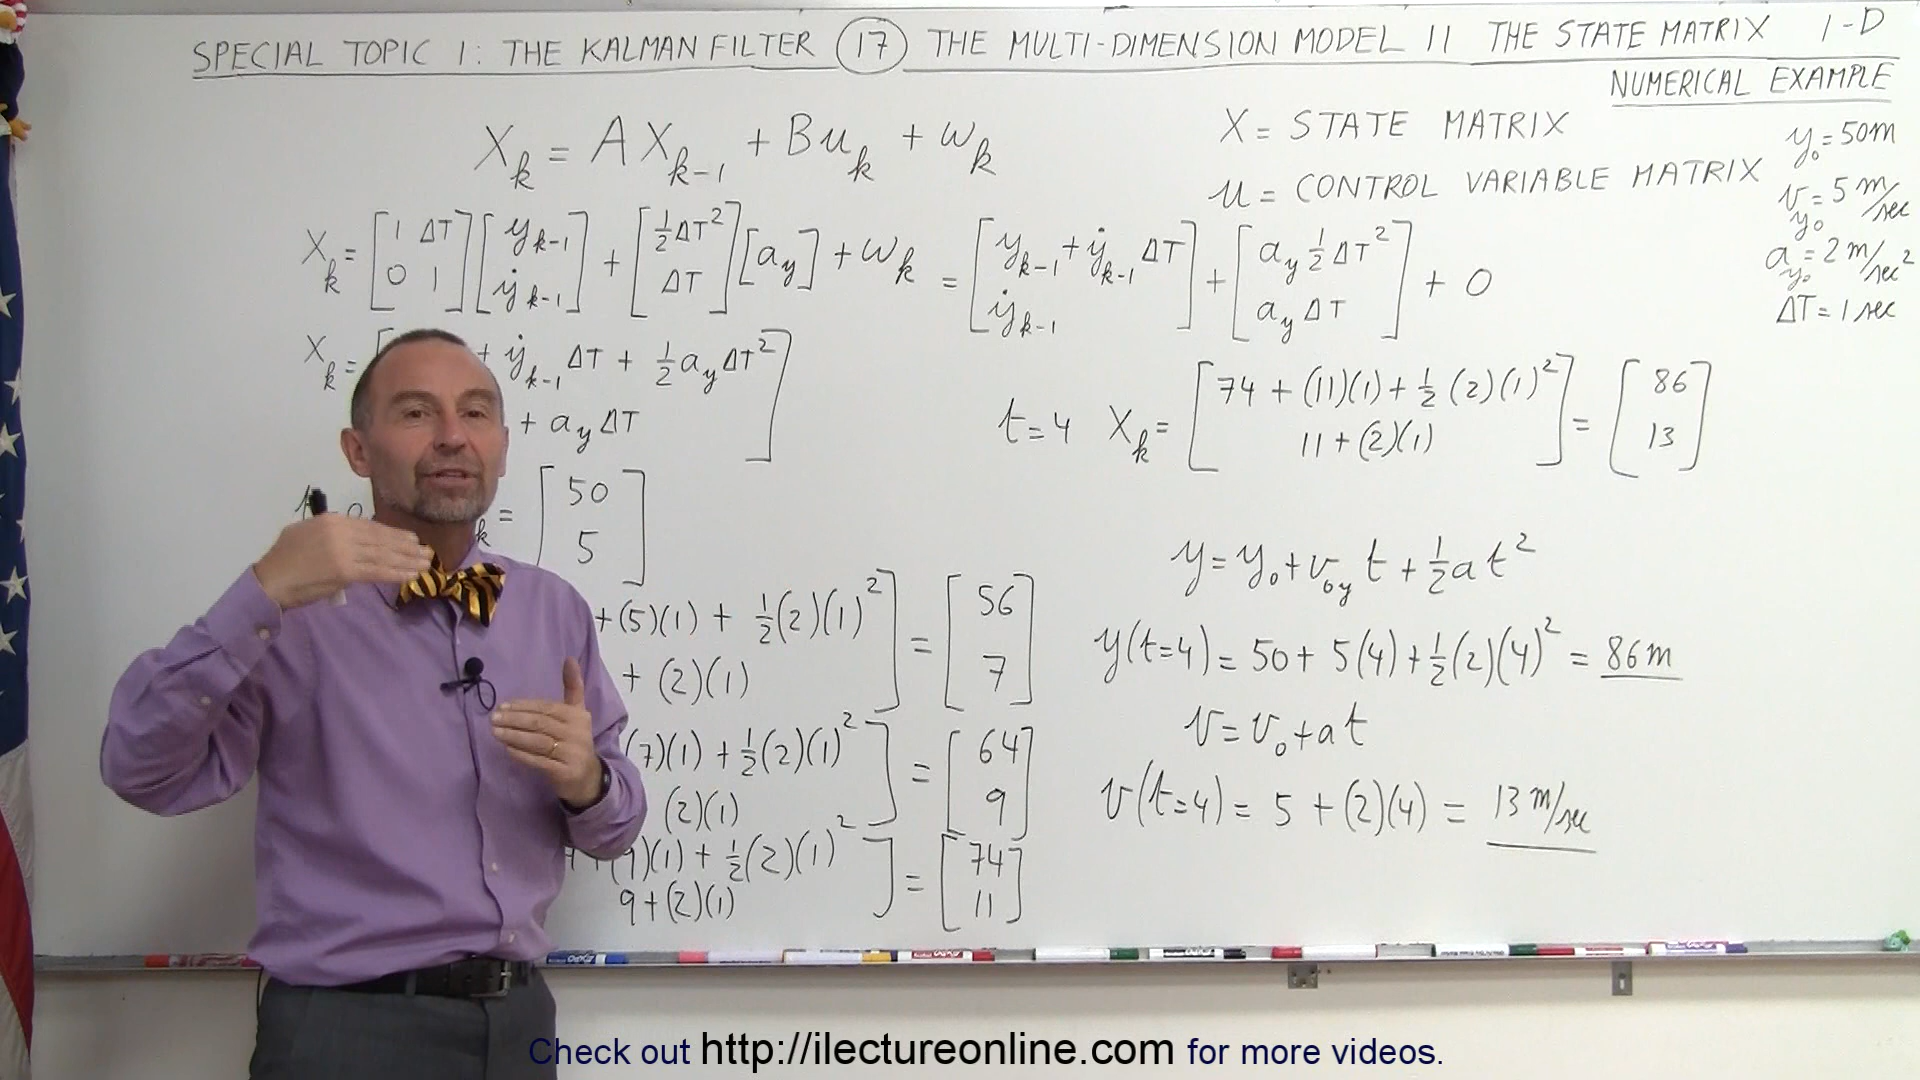 SPECIAL TOPIC 1: THE KALMAN FILTER (17) THE MULTI-DIMENSION MODEL 11 THE STATE MATRIX 1-D
NUMERICAL EXAMPLE
X_k = A X_{k-1} + B u_k + w_k
X = STATE MATRIX
u = CONTROL VARIABLE MATRIX
y_0 = 50m
v_{y_0} = 5 m/sec
a_{y_0} = 2 m/sec²
ΔT = 1 sec
X_k = [1 ΔT; 0 1] [y_{k-1}; ẏ_{k-1}] + [½ΔT²; ΔT] [a_y] + w_k = [y_{k-1} + ẏ_{k-1} ΔT; ẏ_{k-1}] + [a_y ½ ΔT²; a_y ΔT] + 0
X_k = [ + ẏ_{k-1} ΔT + ½ a_y ΔT²; + a_y ΔT]
k = [50; 5]
+ (5)(1) + ½(2)(1)²; + (2)(1)] = [56; 7]
(7)(1) + ½(2)(1)²; (2)(1)] = [64; 9]
+ (9)(1) + ½(2)(1)²; 9 + (2)(1)] = [74; 11]
t = 4 X_k = [74 + (11)(1) + ½(2)(1)²; 11 + (2)(1)] = [86; 13]
y = y_0 + v_{0y} t + ½ a t²
y(t=4) = 50 + 5(4) + ½(2)(4)² = 86m
v = v_0 + a t
v(t=4) = 5 + (2)(4) = 13 m/sec
Check out http://ilectureonline.com for more videos.